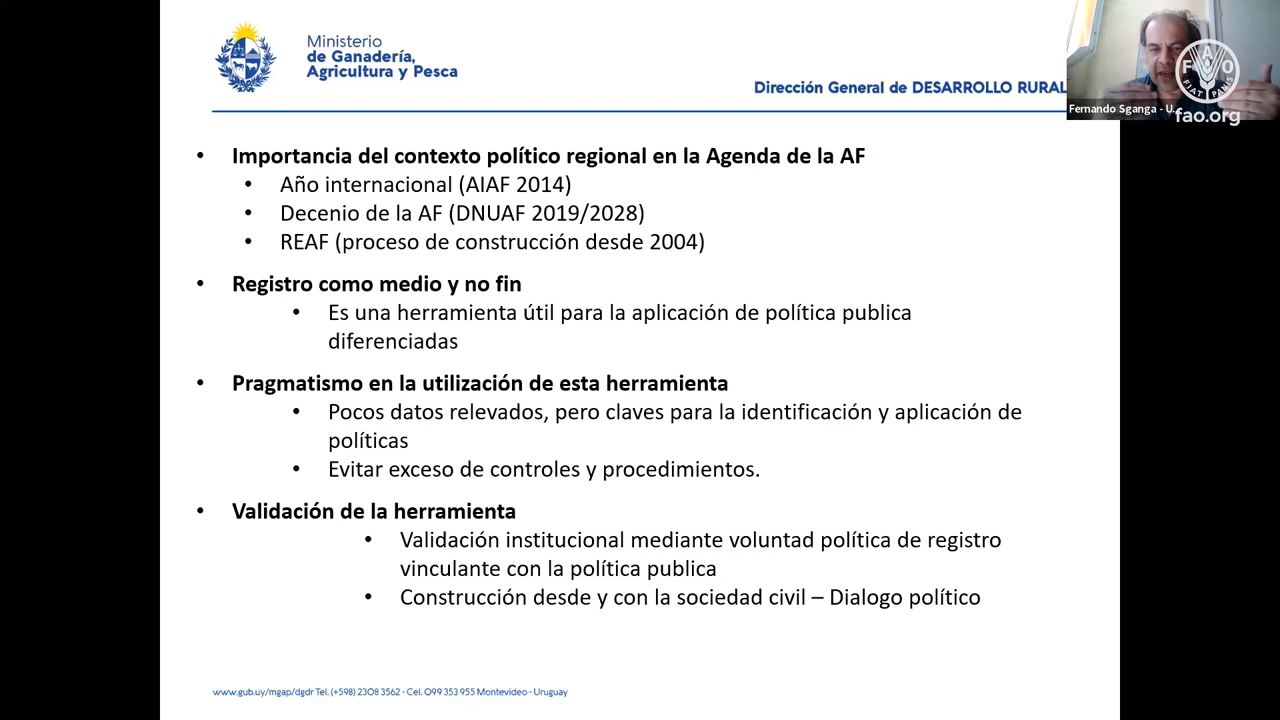 Ministerio
de Ganadería,
Agricultura y Pesca
Dirección General de DESARROLLO RURAL
Fernando Sganga - U...
FAO
FIAT PANIS
fao.org
• Importancia del contexto político regional en la Agenda de la AF
• Año internacional (AIAF 2014)
• Decenio de la AF (DNUAF 2019/2028)
• REAF (proceso de construcción desde 2004)
• Registro como medio y no fin
• Es una herramienta útil para la aplicación de política publica
diferenciadas
• Pragmatismo en la utilización de esta herramienta
• Pocos datos relevados, pero claves para la identificación y aplicación de
políticas
• Evitar exceso de controles y procedimientos.
• Validación de la herramienta
• Validación institucional mediante voluntad política de registro
vinculante con la política publica
• Construcción desde y con la sociedad civil – Dialogo político
www.gub.uy/mgap/dgdr Tel. (+598) 2308 3562 - Cel. 099 353 955 Montevideo - Uruguay